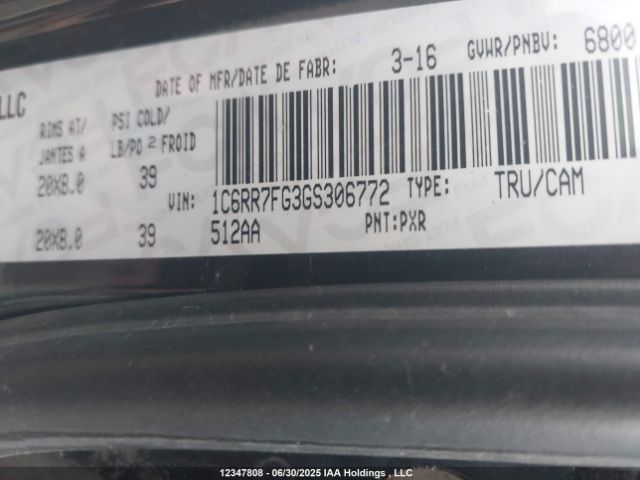 LLC
DATE OF MFR/DATE DE FABR: 3-16 GVWR/PNBV: 6800
RIMS AT/ PSI COLD/
JANTES A LB/PO 2 FROID
20X8.0 39
VIN: 1C6RR7FG3GS306772 TYPE: TRU/CAM
20X8.0 39 512AA PNT:PXR
12347808 - 06/30/2025 IAA Holdings , LLC